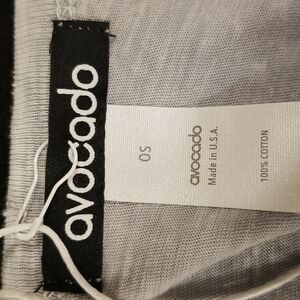 avocado
OS
avocado
Made in U.S.A.
100% COTTON